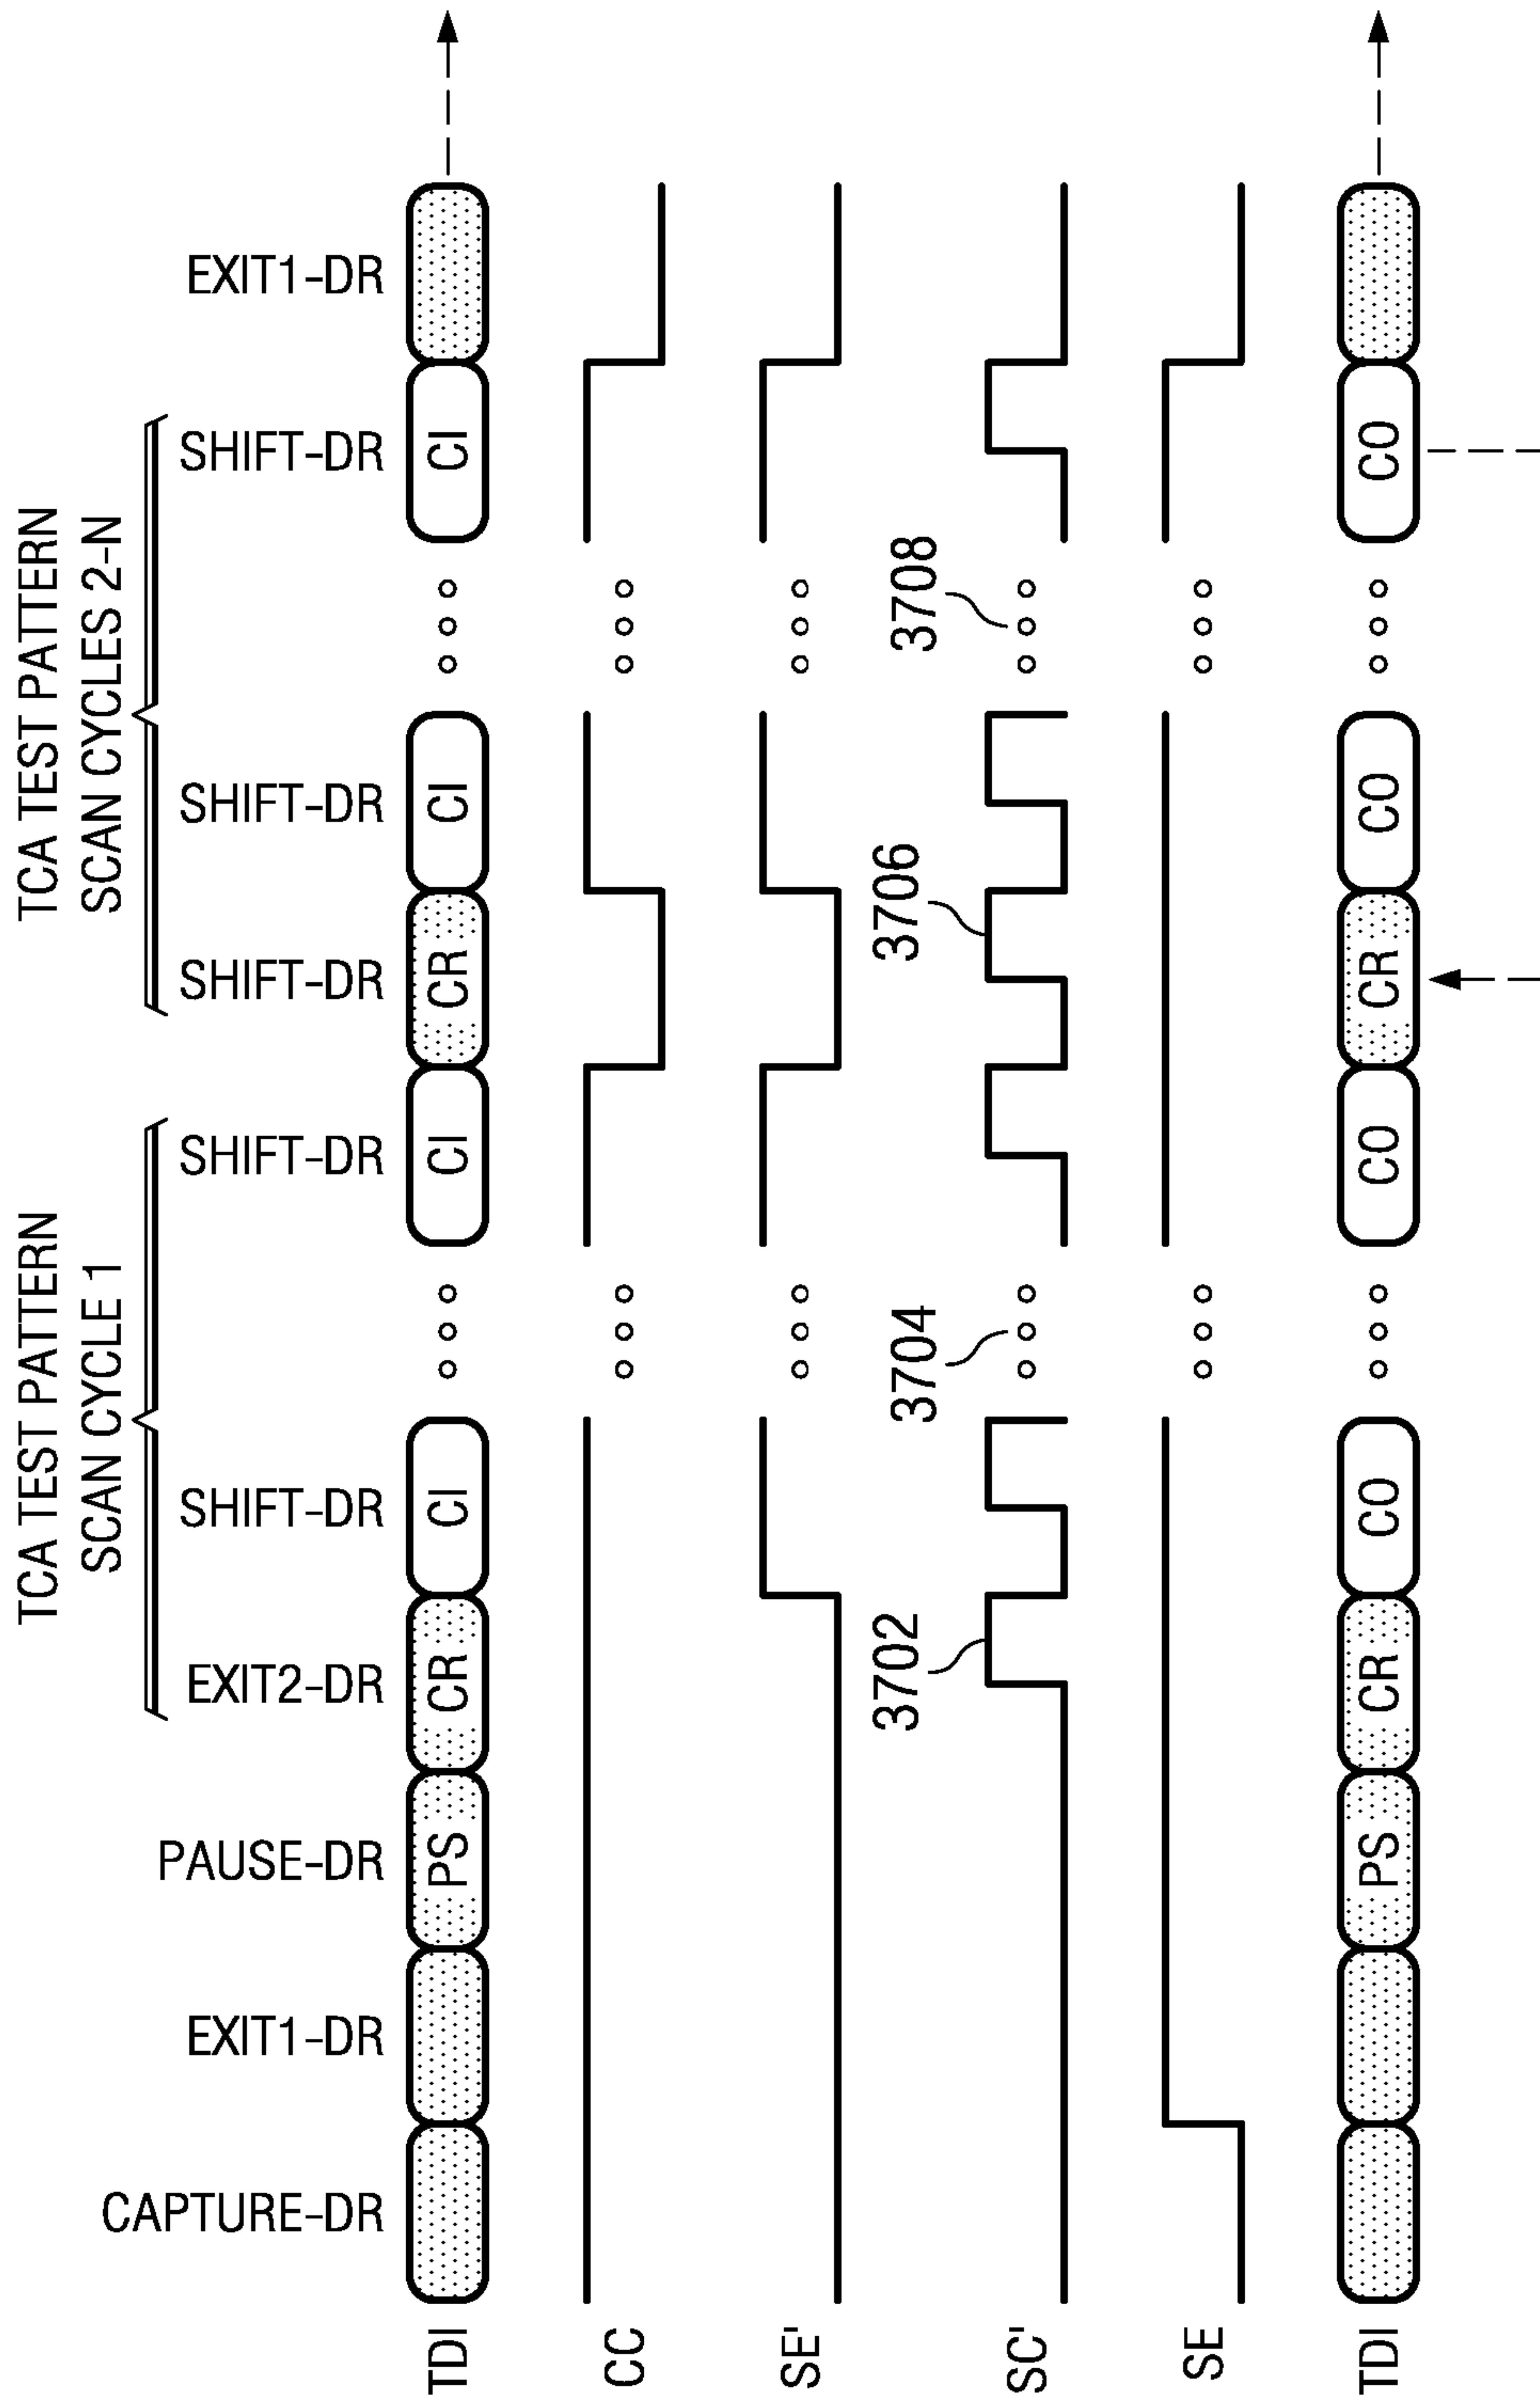 TCA TEST PATTERN
SCAN CYCLE 1
TCA TEST PATTERN
SCAN CYCLES 2-N
CAPTURE-DR
EXIT1-DR
PAUSE-DR
EXIT2-DR
SHIFT-DR
SHIFT-DR
SHIFT-DR
SHIFT-DR
SHIFT-DR
EXIT1-DR
TDI
PS
CR
CI
CI
CR
CI
CI
CC
SE'
3702
3704
3706
3708
SC'
SE
TDI
PS
CR
CO
CO
CR
CO
CO